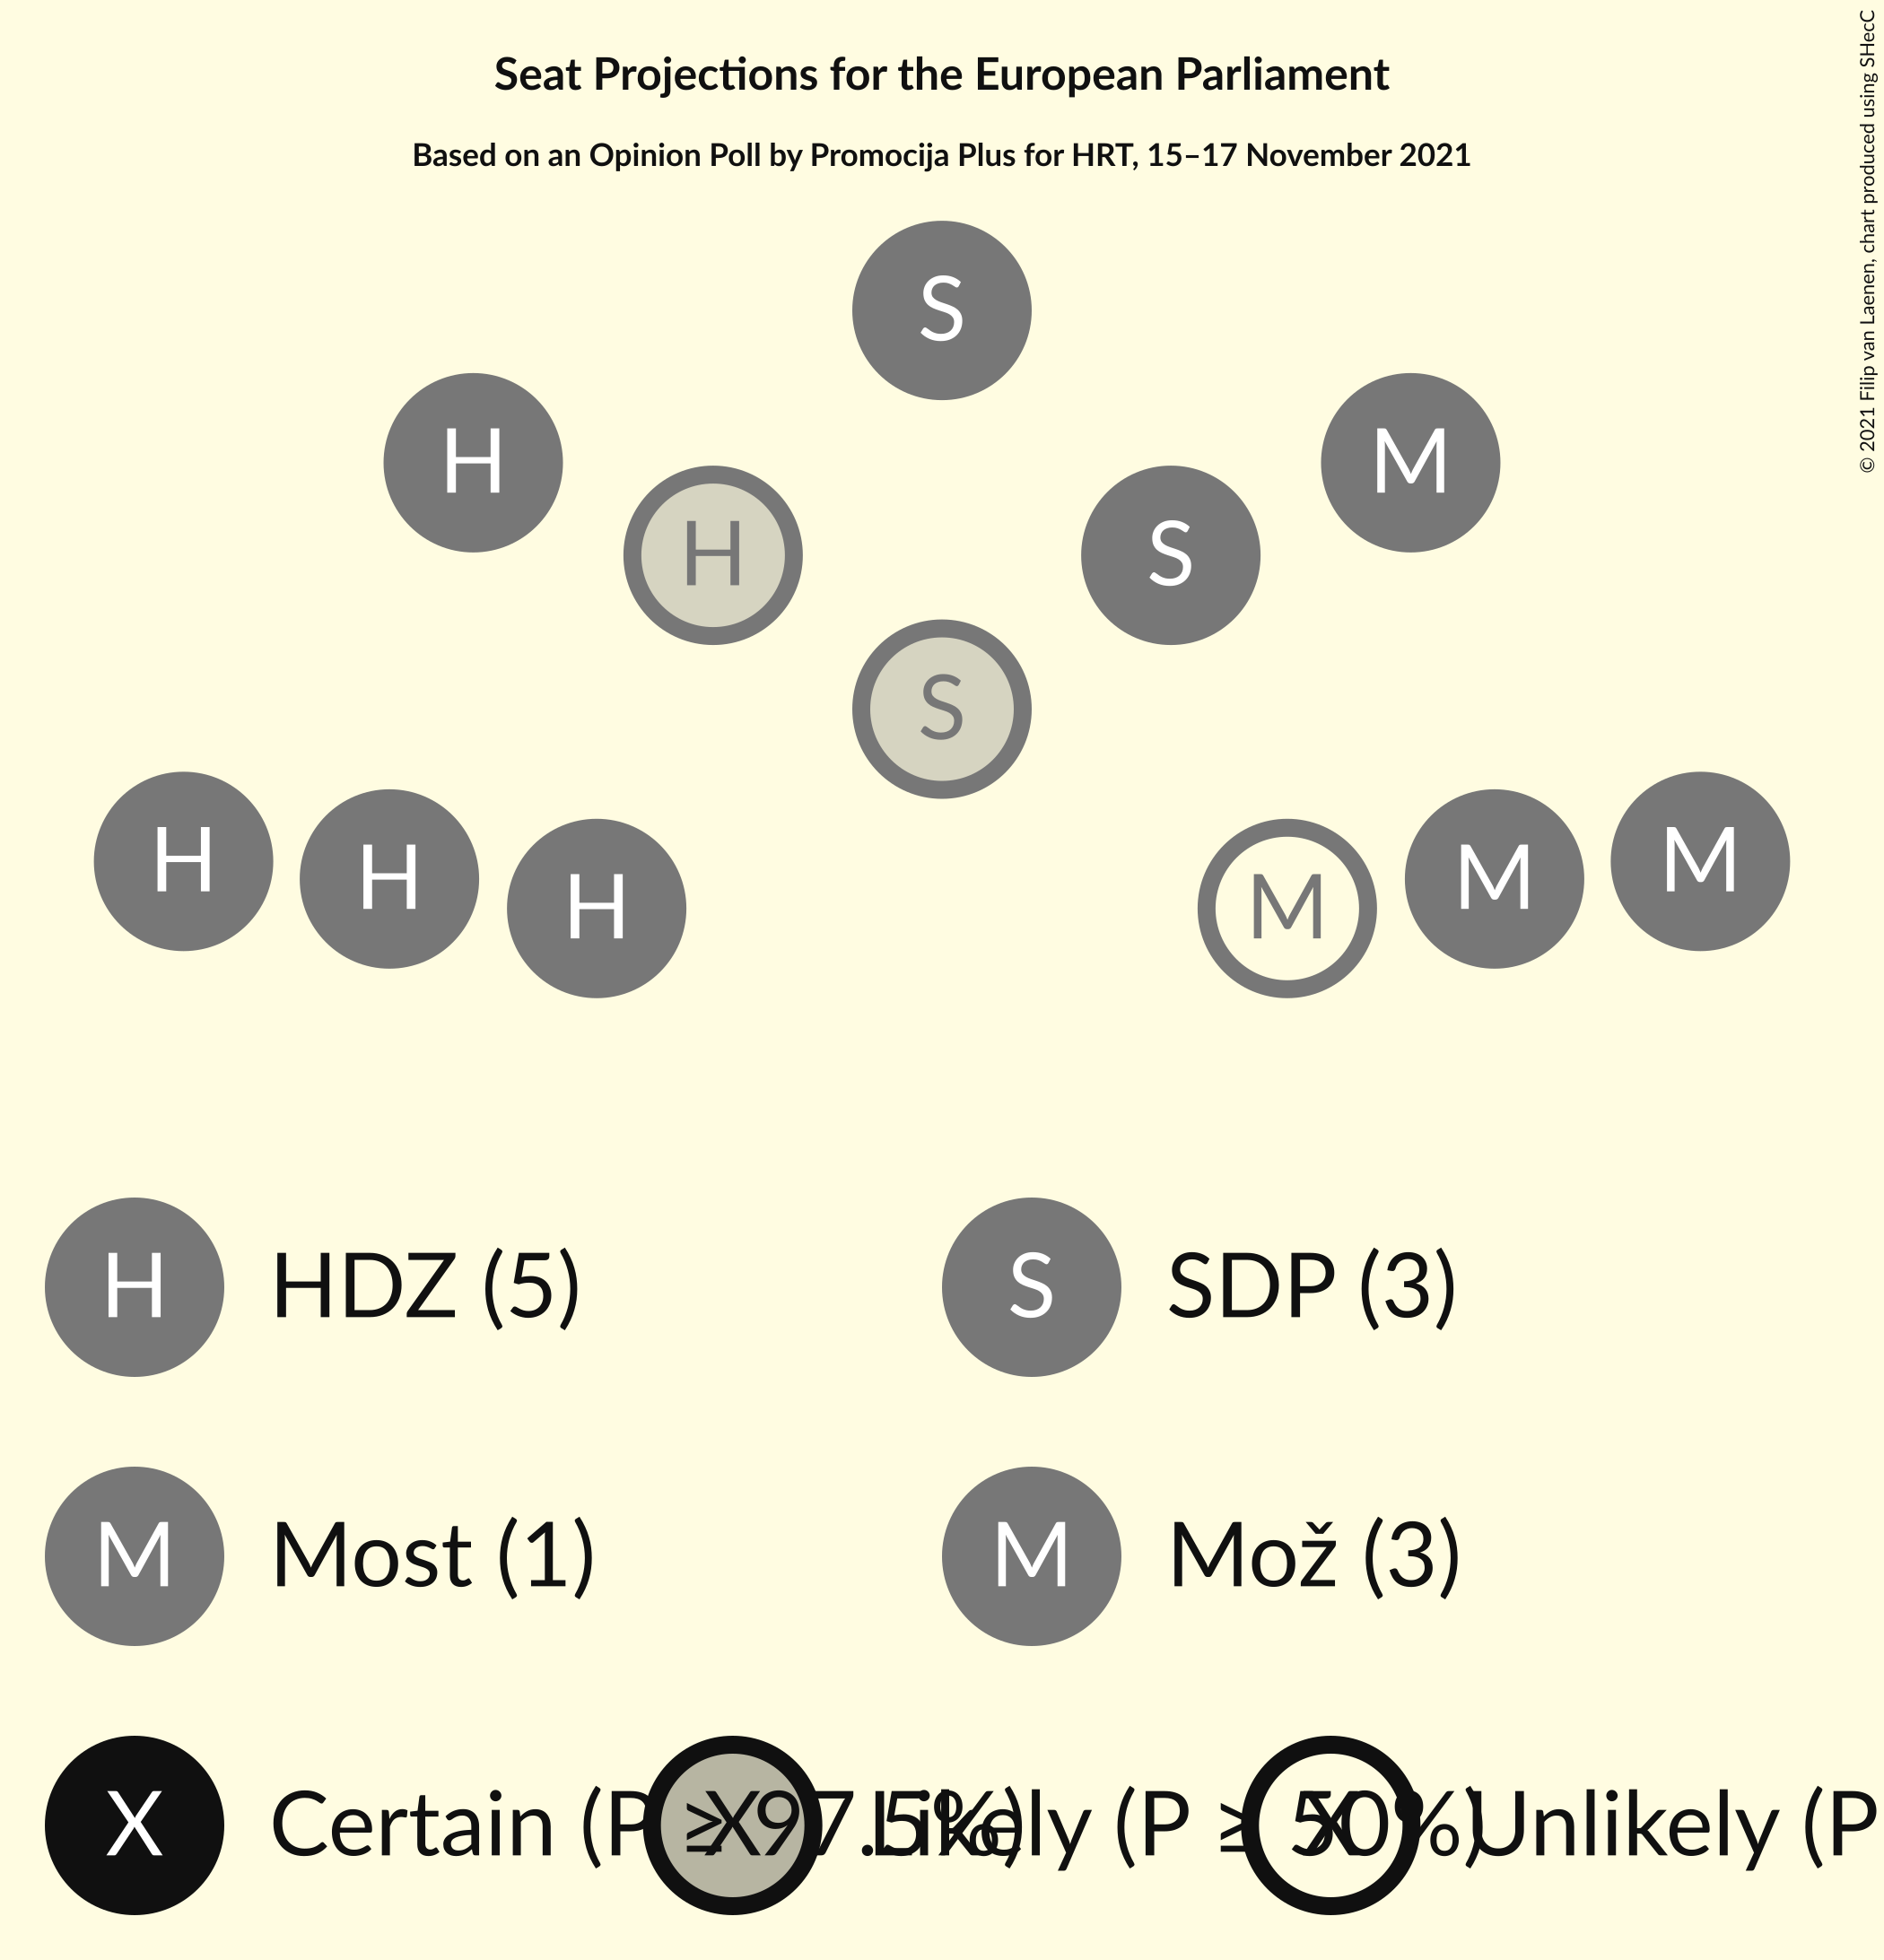 Seat Projections for the European Parliament
Based on an Opinion Poll by Promocija Plus for HRT, 15–17 November 2021
© 2021 Filip van Laenen, chart produced using SHecC
S
H
M
H
S
S
H
H
H
M
M
M
H HDZ (5)
S SDP (3)
M Most (1)
M Mož (3)
X Certain (P ≥ 97.5%)
X Likely (P ≥ 50%)
X Unlikely (P